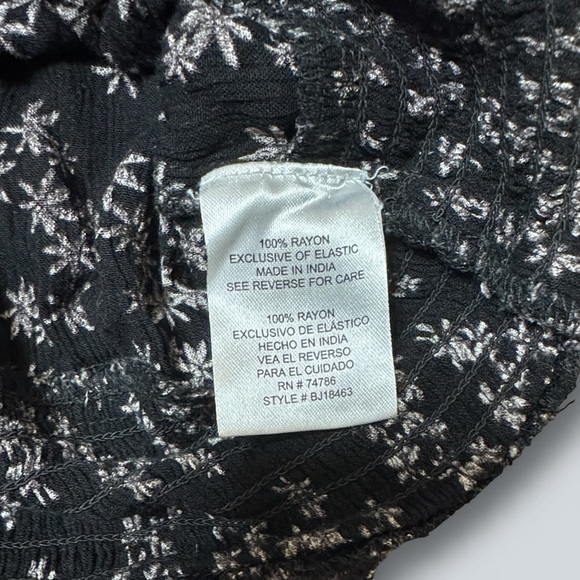 100% RAYON
EXCLUSIVE OF ELASTIC
MADE IN INDIA
SEE REVERSE FOR CARE
100% RAYON
EXCLUSIVO DE ELÁSTICO
HECHO EN INDIA
VEA EL REVERSO
PARA EL CUIDADO
RN # 74786
STYLE # BJ18463